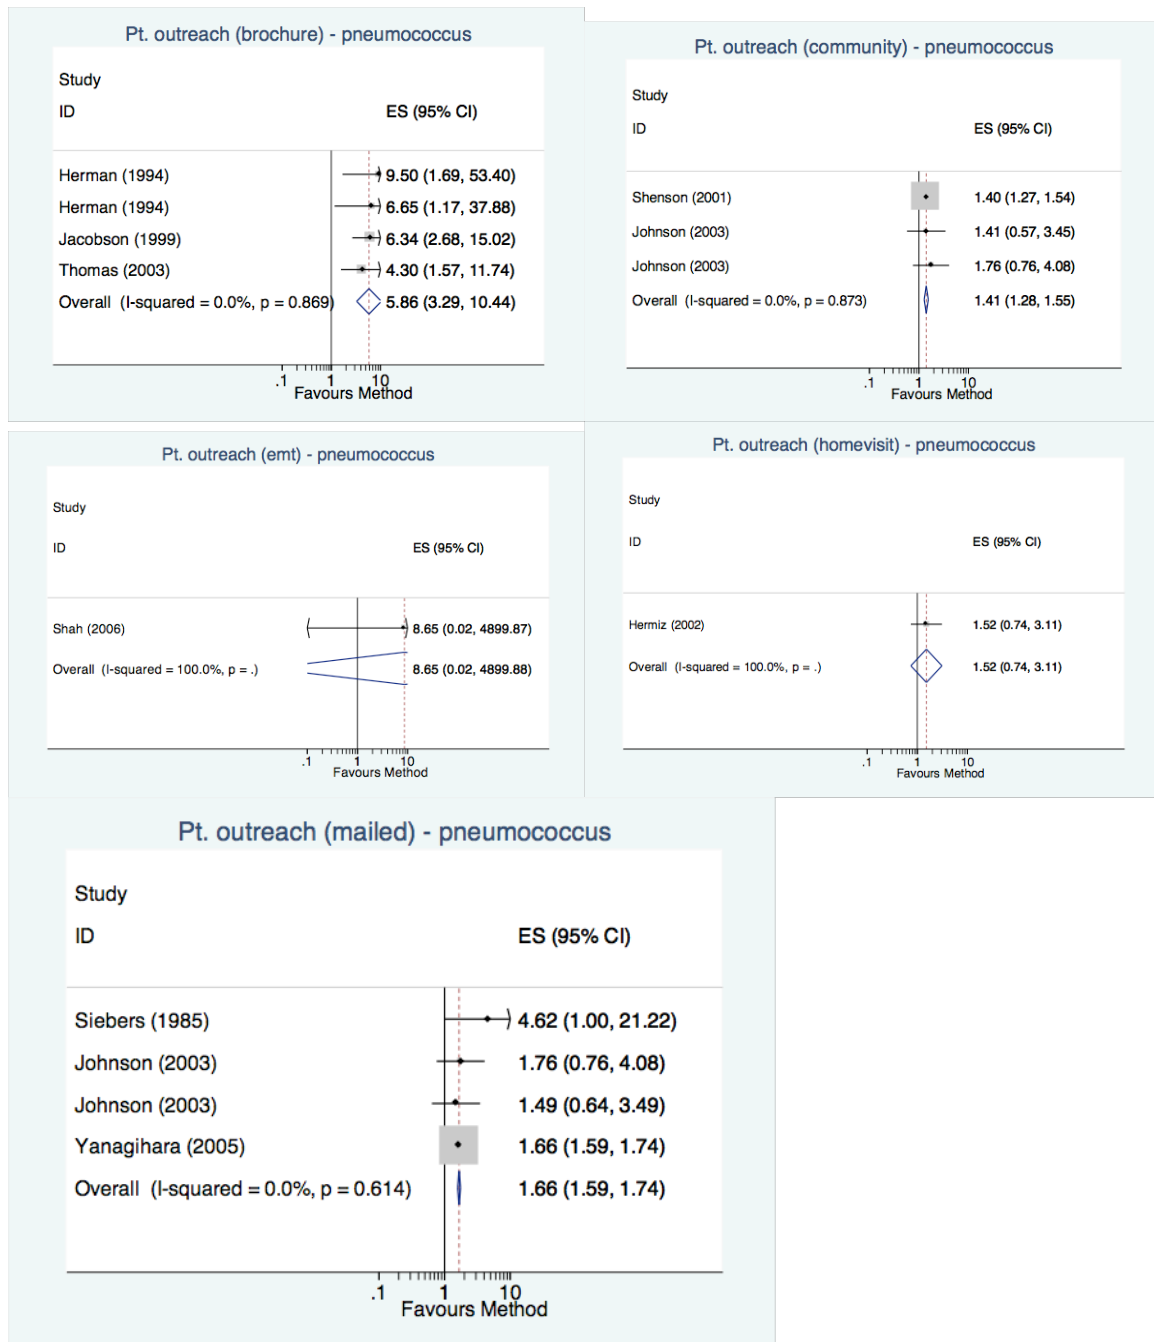 Pt. outreach (brochure) - pneumococcus
Study
ID ES (95% CI)
Herman (1994) 9.50 (1.69, 53.40)
Herman (1994) 6.65 (1.17, 37.88)
Jacobson (1999) 6.34 (2.68, 15.02)
Thomas (2003) 4.30 (1.57, 11.74)
Overall (I-squared = 0.0%, p = 0.869) 5.86 (3.29, 10.44)
.1 1 10
Favours Method
Pt. outreach (community) - pneumococcus
Study
ID ES (95% CI)
Shenson (2001) 1.40 (1.27, 1.54)
Johnson (2003) 1.41 (0.57, 3.45)
Johnson (2003) 1.76 (0.76, 4.08)
Overall (I-squared = 0.0%, p = 0.873) 1.41 (1.28, 1.55)
.1 1 10
Favours Method
Pt. outreach (emt) - pneumococcus
Study
ID ES (95% CI)
Shah (2006) 8.65 (0.02, 4899.87)
Overall (I-squared = 100.0%, p = .) 8.65 (0.02, 4899.88)
.1 1 10
Favours Method
Pt. outreach (homevisit) - pneumococcus
Study
ID ES (95% CI)
Hermiz (2002) 1.52 (0.74, 3.11)
Overall (I-squared = 100.0%, p = .) 1.52 (0.74, 3.11)
.1 1 10
Favours Method
Pt. outreach (mailed) - pneumococcus
Study
ID ES (95% CI)
Siebers (1985) 4.62 (1.00, 21.22)
Johnson (2003) 1.76 (0.76, 4.08)
Johnson (2003) 1.49 (0.64, 3.49)
Yanagihara (2005) 1.66 (1.59, 1.74)
Overall (I-squared = 0.0%, p = 0.614) 1.66 (1.59, 1.74)
.1 1 10
Favours Method